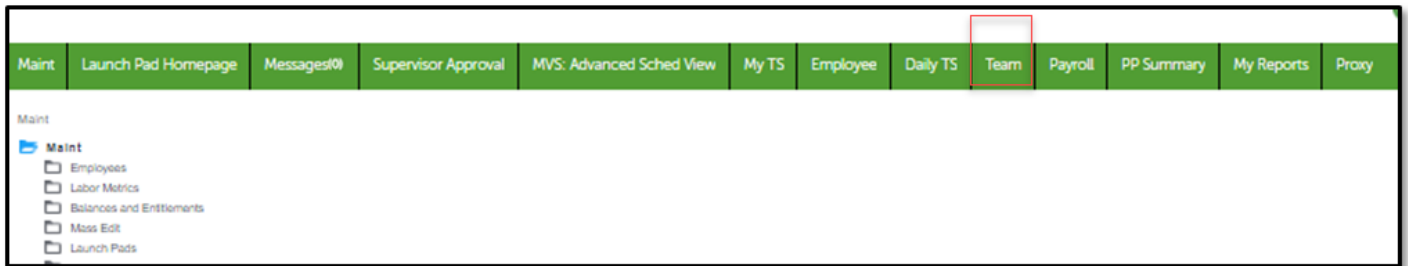 Maint Launch Pad Homepage Messages(0) Supervisor Approval MVS: Advanced Sched View My TS Employee Daily TS Team Payroll PP Summary My Reports Proxy
Maint
Maint
Employees
Labor Metrics
Balances and Entitlements
Mass Edit
Launch Pads